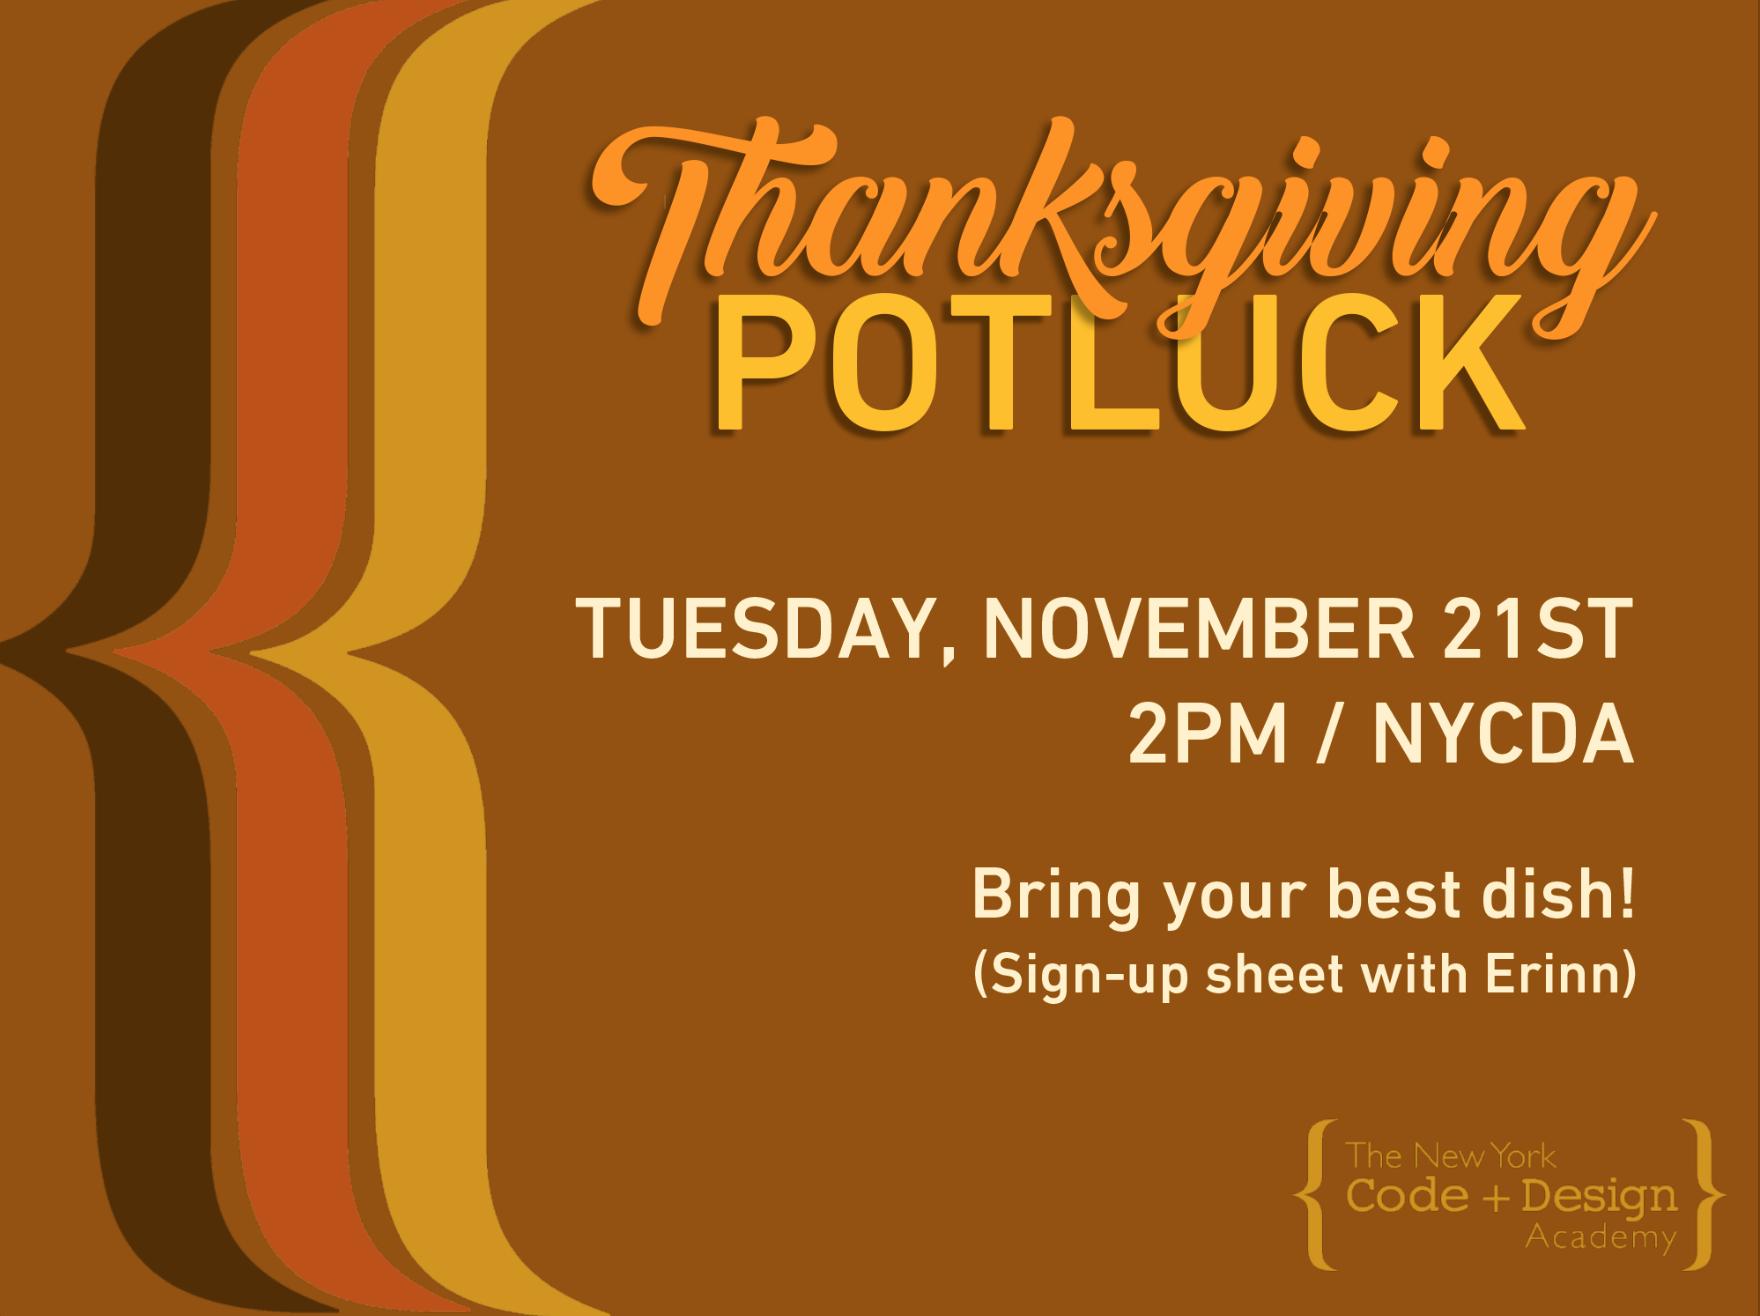 Thanksgiving
POTLUCK
TUESDAY, NOVEMBER 21ST
2PM / NYCDA
Bring your best dish!
(Sign-up sheet with Erinn)
The New York
Code + Design
Academy